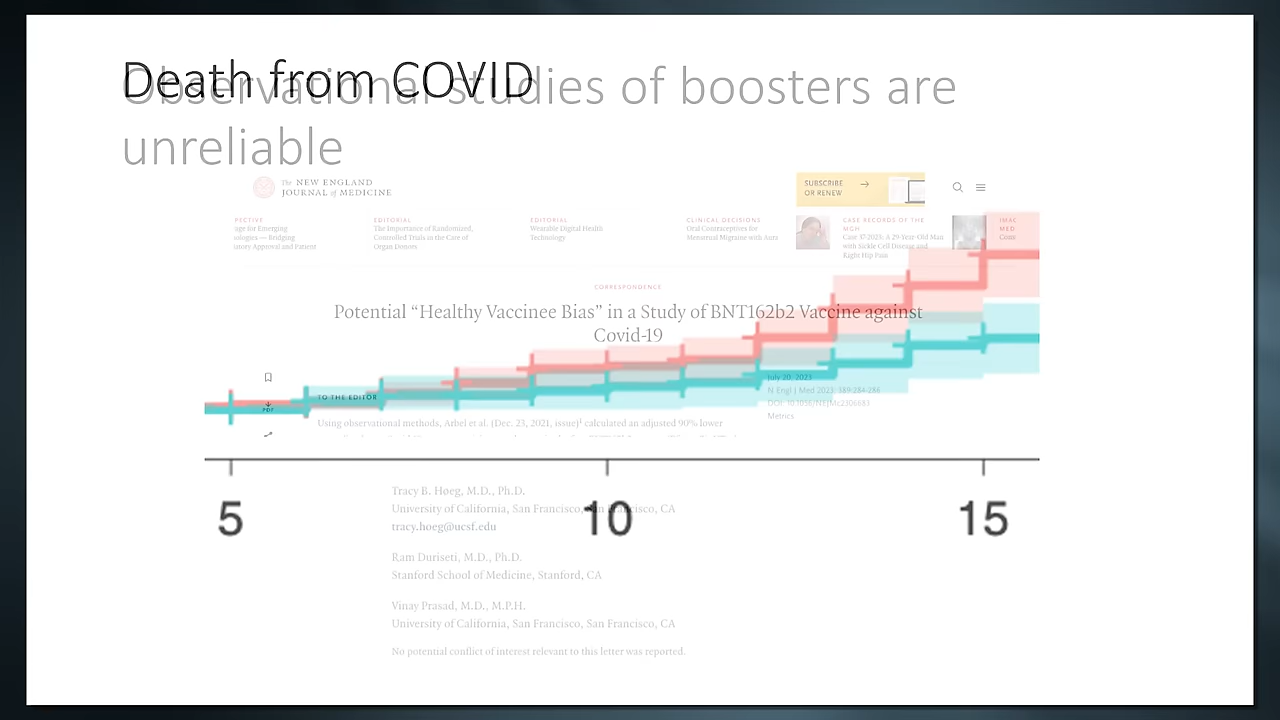 Death from COVID
Observational studies of boosters are
unreliable
The NEW ENGLAND
JOURNAL of MEDICINE
SUBSCRIBE
OR RENEW
PECTIVE
age for Emerging
ologies — Bridging
atory Approval and Patient
EDITORIAL
The Importance of Randomized,
Controlled Trials in the Care of
Organ Donors
EDITORIAL
Wearable Digital Health
Technology
CLINICAL DECISIONS
Oral Contraceptives for
Menstrual Migraine with Aura
CASE RECORDS OF THE
MGH
Case 17-2023: A 29-Year-Old Man
with Sickle Cell Disease and
Right Hip Pain
IMAG
MED
CORRESPONDENCE
Potential “Healthy Vaccinee Bias” in a Study of BNT162b2 Vaccine against
Covid-19
PDF
TO THE EDITOR
Using observational methods, Arbel et al. (Dec. 23, 2021, issue)1 calculated an adjusted 90% lower
July 20, 2023
N Engl J Med 2023; 389:284-286
DOI: 10.1056/NEJMc2306683
Metrics
5
10
15
Tracy B. Høeg, M.D., Ph.D.
University of California, San Francisco, San Francisco, CA
tracy.hoeg@ucsf.edu
Ram Duriseti, M.D., Ph.D.
Stanford School of Medicine, Stanford, CA
Vinay Prasad, M.D., M.P.H.
University of California, San Francisco, San Francisco, CA
No potential conflict of interest relevant to this letter was reported.